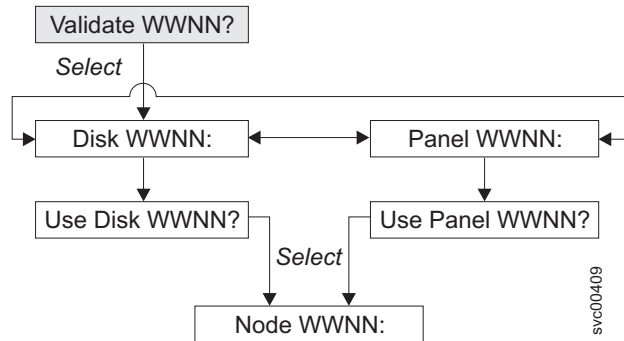 Validate WWNN?
Select
Disk WWNN:
Panel WWNN:
Use Disk WWNN?
Use Panel WWNN?
Select
Node WWNN:
svc00409